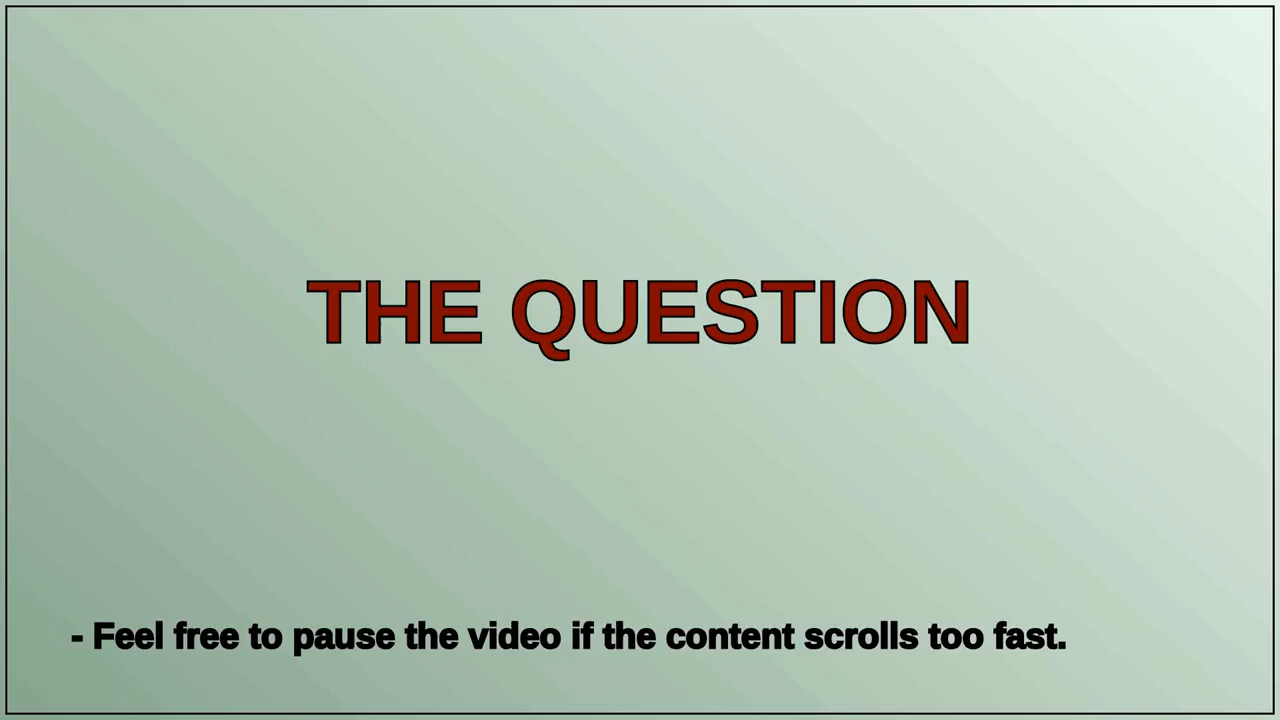 THE QUESTION
- Feel free to pause the video if the content scrolls too fast.